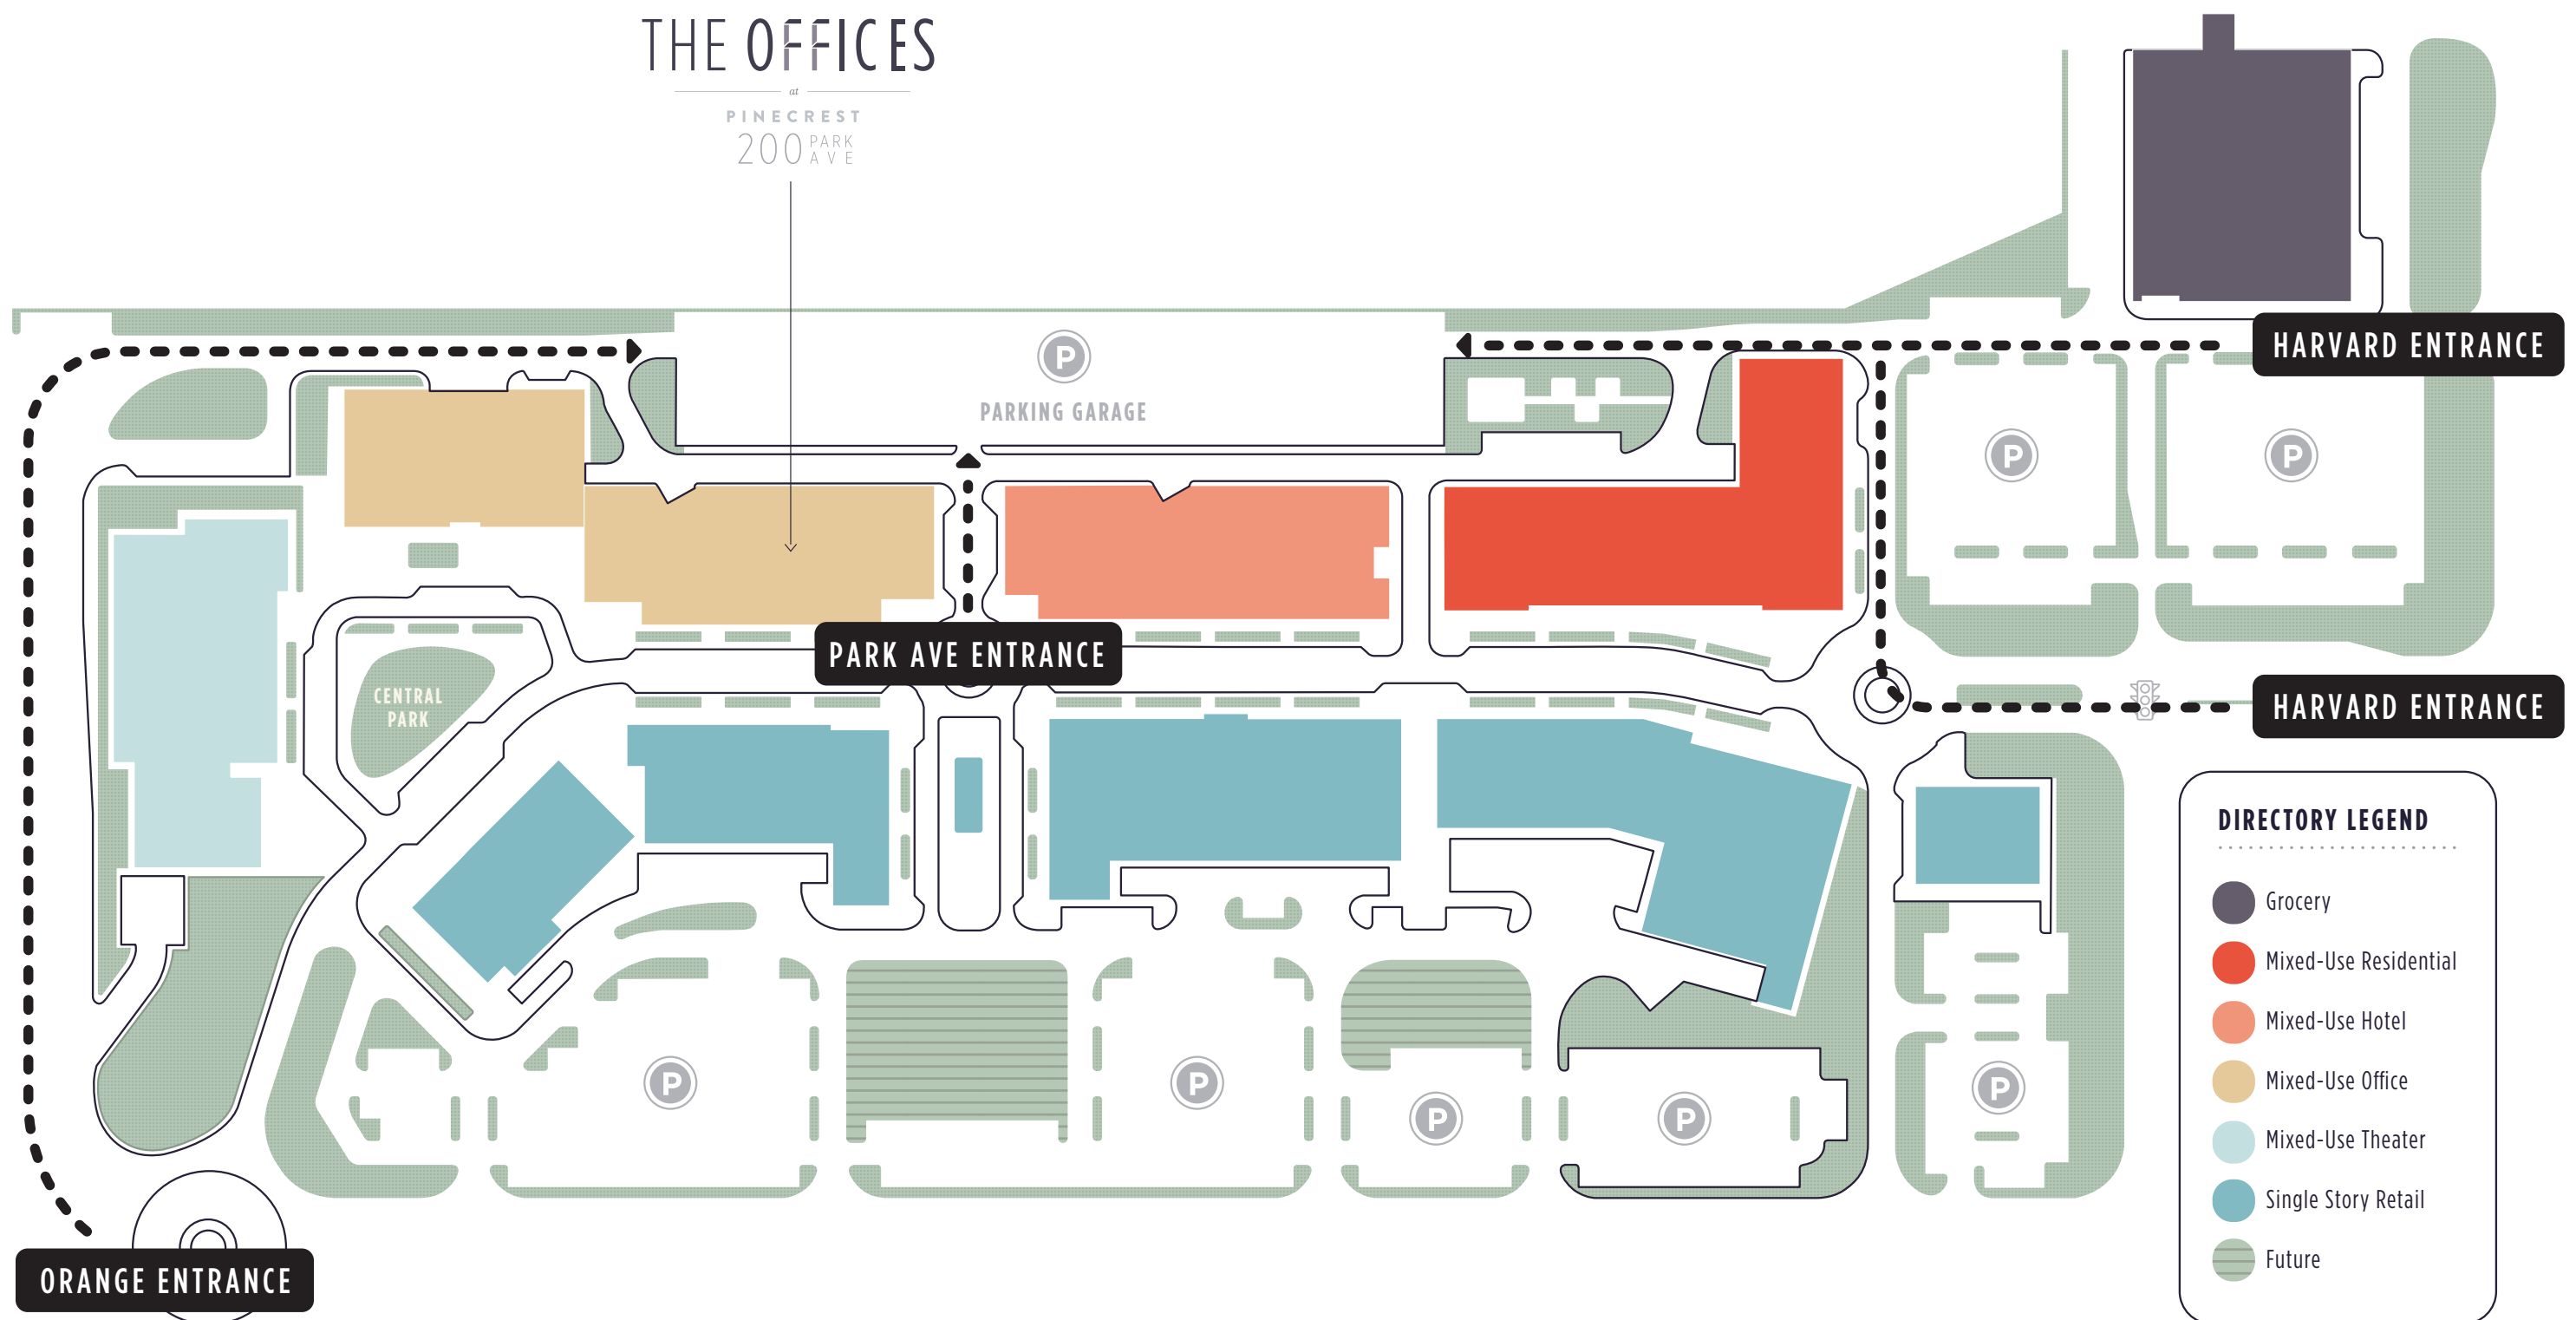 THE OFFICES
at
PINECREST
200 PARK
AVE
HARVARD ENTRANCE
P
PARKING GARAGE
P
P
PARK AVE ENTRANCE
CENTRAL
PARK
HARVARD ENTRANCE
P
P
P
P
P
ORANGE ENTRANCE
DIRECTORY LEGEND
Grocery
Mixed-Use Residential
Mixed-Use Hotel
Mixed-Use Office
Mixed-Use Theater
Single Story Retail
Future